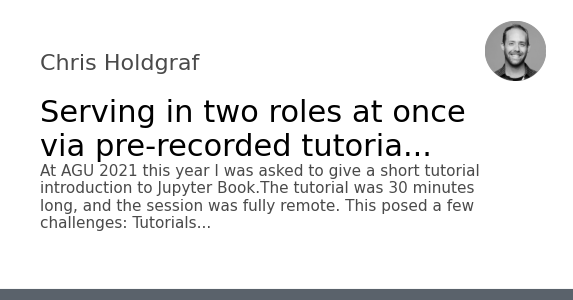 Chris Holdgraf
Serving in two roles at once
via pre-recorded tutoria...
At AGU 2021 this year I was asked to give a short tutorial
introduction to Jupyter Book.The tutorial was 30 minutes
long, and the session was fully remote. This posed a few
challenges: Tutorials...